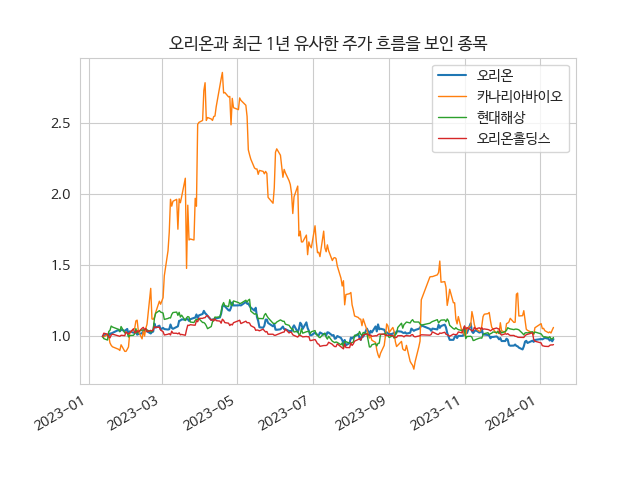 오리온과 최근 1년 유사한 주가 흐름을 보인 종목
오리온
카나리아바이오
현대해상
오리온홀딩스
2.5
2.0
1.5
1.0
2023-01
2023-03
2023-05
2023-07
2023-09
2023-11
2024-01